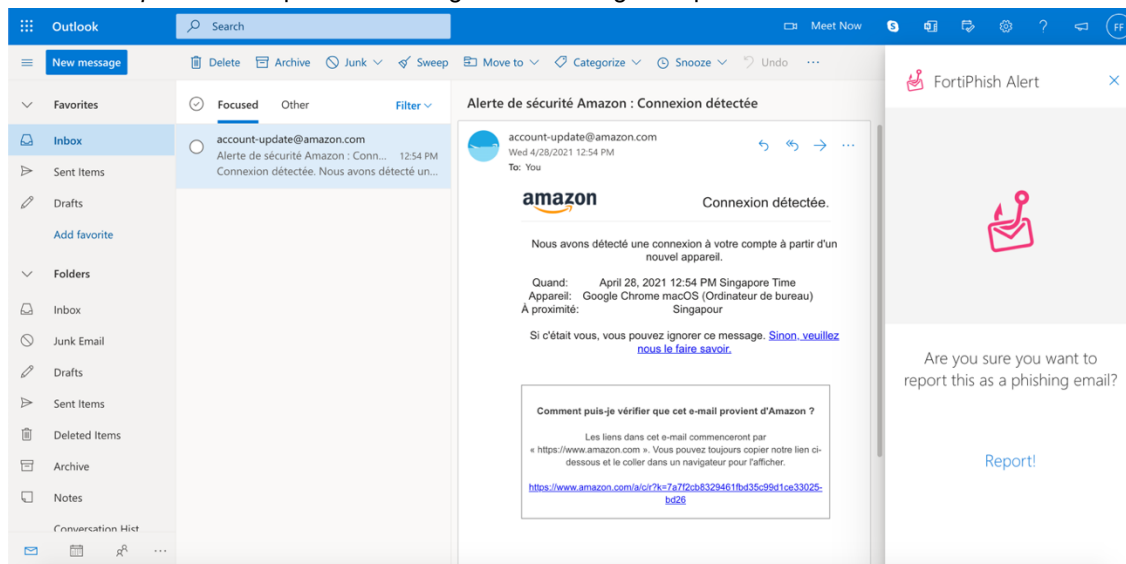 Outlook
Search
Meet Now
FF
New message
Delete
Archive
Junk
Sweep
Move to
Categorize
Snooze
Undo
Favorites
Inbox
Sent Items
Drafts
Add favorite
Folders
Inbox
Junk Email
Drafts
Sent Items
Deleted Items
Archive
Notes
Conversation Hist
Focused
Other
Filter
account-update@amazon.com
Alerte de sécurité Amazon : Conn... 12:54 PM
Connexion détectée. Nous avons détecté un...
Alerte de sécurité Amazon : Connexion détectée
account-update@amazon.com
Wed 4/28/2021 12:54 PM
To: You
amazon
Connexion détectée.
Nous avons détecté une connexion à votre compte à partir d'un
nouvel appareil.
Quand: April 28, 2021 12:54 PM Singapore Time
Appareil: Google Chrome macOS (Ordinateur de bureau)
À proximité: Singapour
Si c'était vous, vous pouvez ignorer ce message. Sinon, veuillez
nous le faire savoir.
Comment puis-je vérifier que cet e-mail provient d'Amazon ?
Les liens dans cet e-mail commenceront par
« https://www.amazon.com ». Vous pouvez toujours copier notre lien ci-
dessous et le coller dans un navigateur pour l'afficher.
https://www.amazon.com/a/c/r?k=7a7f2cb8329461fbd35c99d1ce33025-
bd26
FortiPhish Alert
Are you sure you want to
report this as a phishing email?
Report!